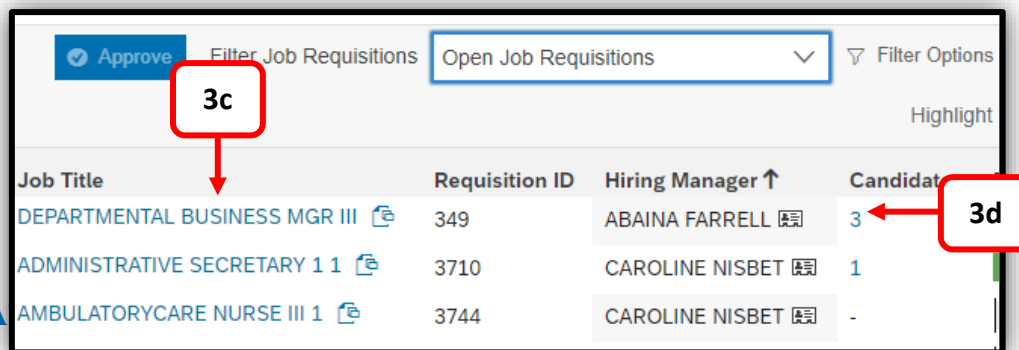 Approve Filter Job Requisitions Open Job Requisitions Filter Options
3c
Highlight
Job Title Requisition ID Hiring Manager Candidat
DEPARTMENTAL BUSINESS MGR III 349 ABAINA FARRELL 3
3d
ADMINISTRATIVE SECRETARY 1 1 3710 CAROLINE NISBET 1
A AMBULATORYCARE NURSE III 1 3744 CAROLINE NISBET -